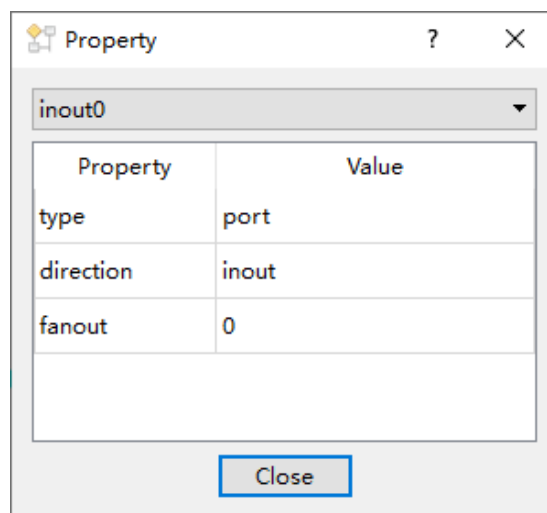 Property ?
inout0
Property Value
type port
direction inout
fanout 0
Close